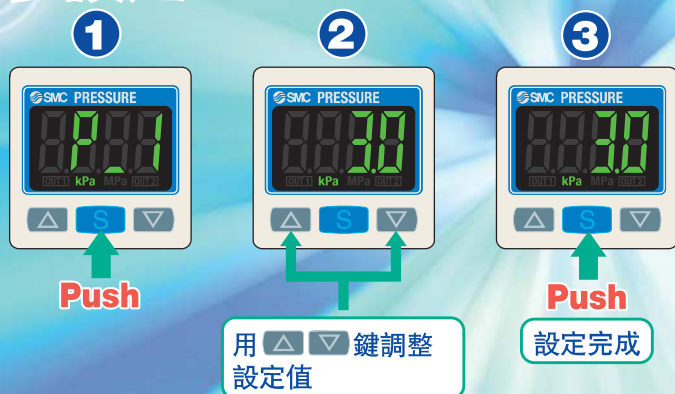 1
2
3
SMC PRESSURE
P_1
OUT1 kPa MPa OUT2
△ S ▽
Push
SMC PRESSURE
3.0
OUT1 kPa MPa OUT2
△ S ▽
用 △ ▽ 鍵調整
設定值
SMC PRESSURE
3.0
OUT1 kPa MPa OUT2
△ S ▽
Push
設定完成